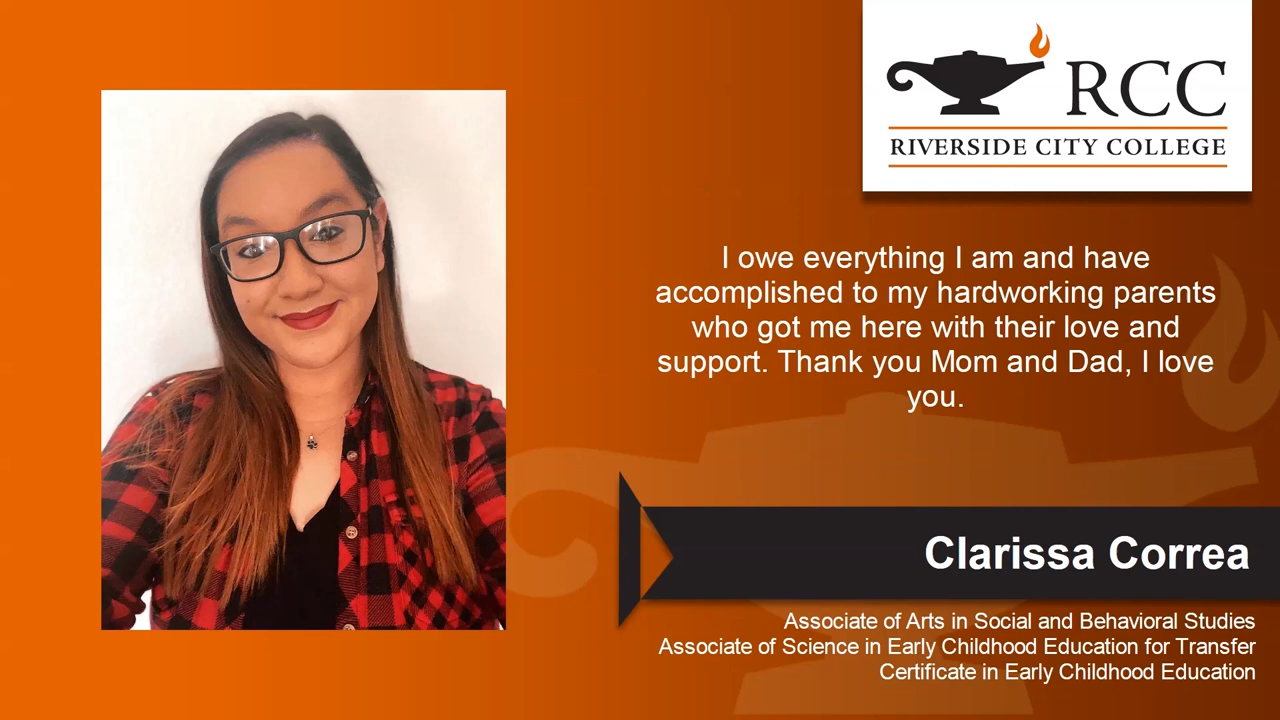 RCC
RIVERSIDE CITY COLLEGE
I owe everything I am and have
accomplished to my hardworking parents
who got me here with their love and
support. Thank you Mom and Dad, I love
you.
Clarissa Correa
Associate of Arts in Social and Behavioral Studies
Associate of Science in Early Childhood Education for Transfer
Certificate in Early Childhood Education